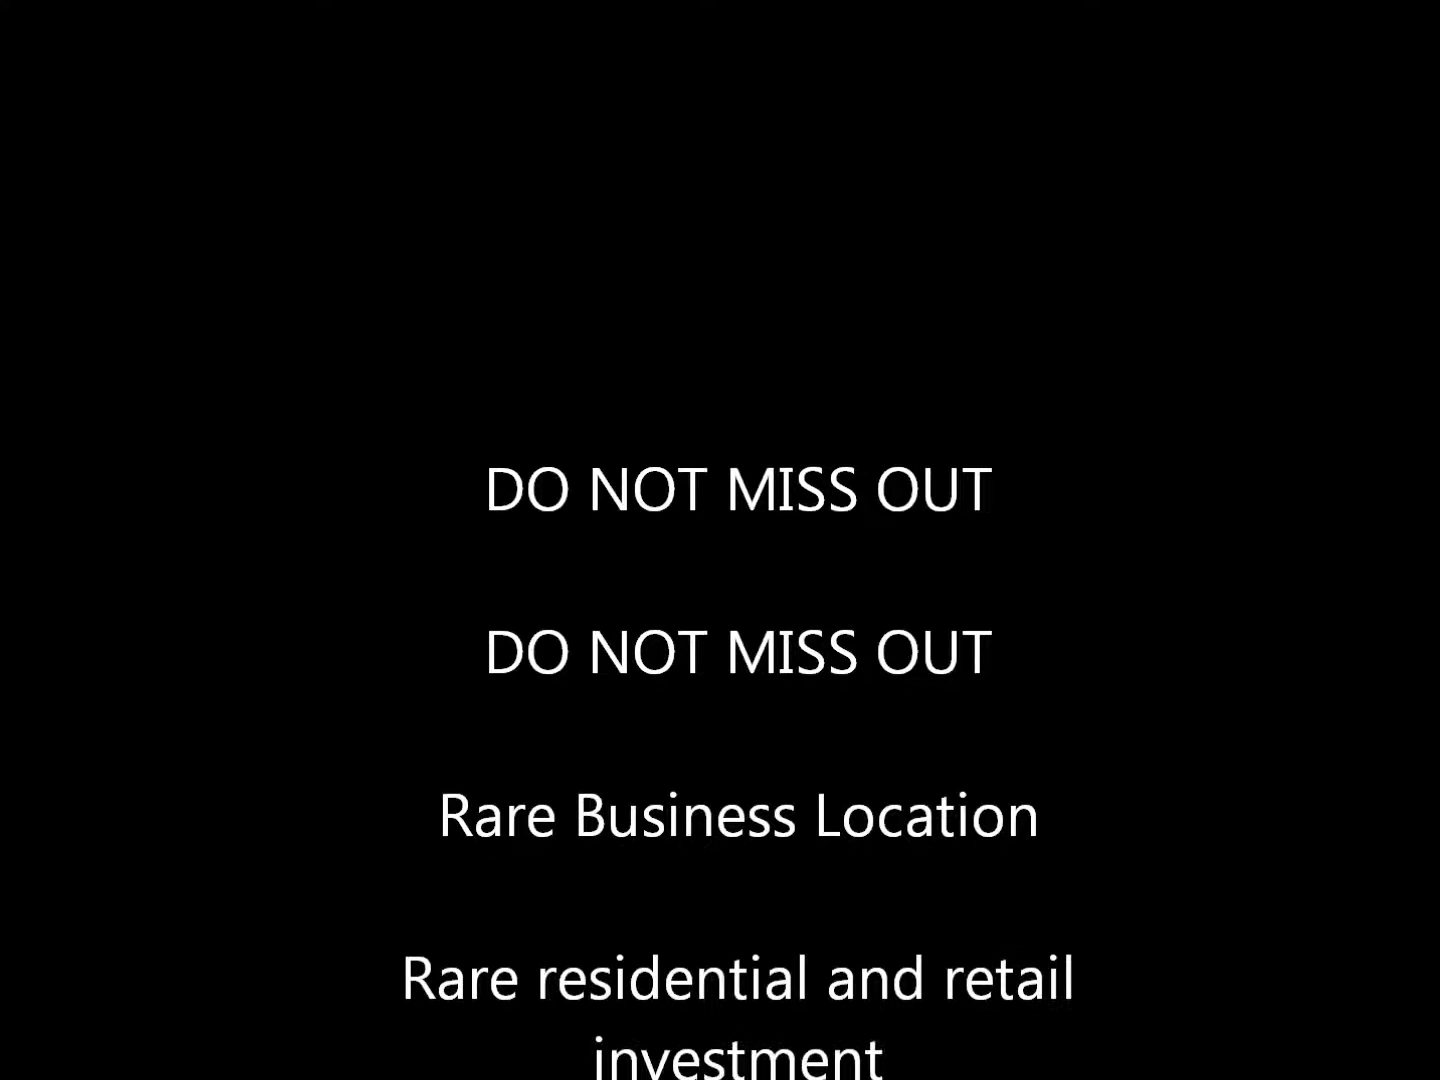 DO NOT MISS OUT
DO NOT MISS OUT
Rare Business Location
Rare residential and retail
investment